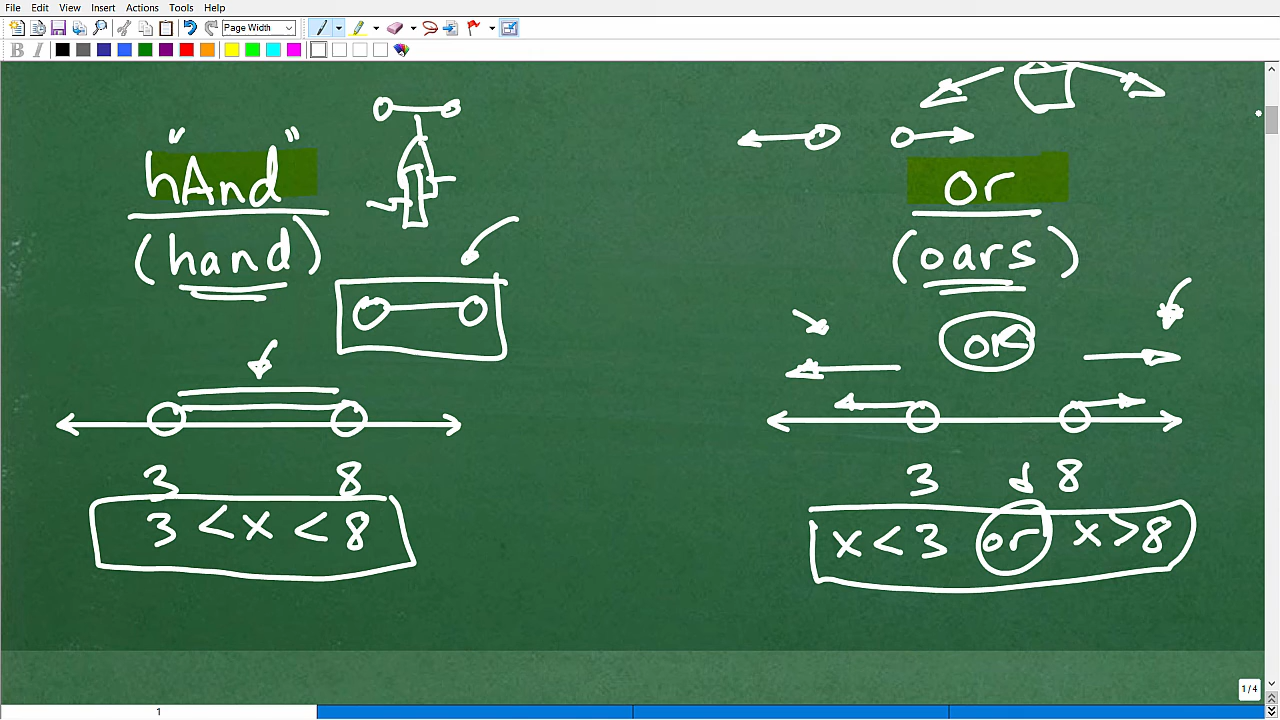 File Edit View Insert Actions Tools Help
Page Width
B I
"hAnd"
(hand)
3 8
3 < x < 8
or
(oars)
or
3 8
x < 3 or x > 8
1/4
1